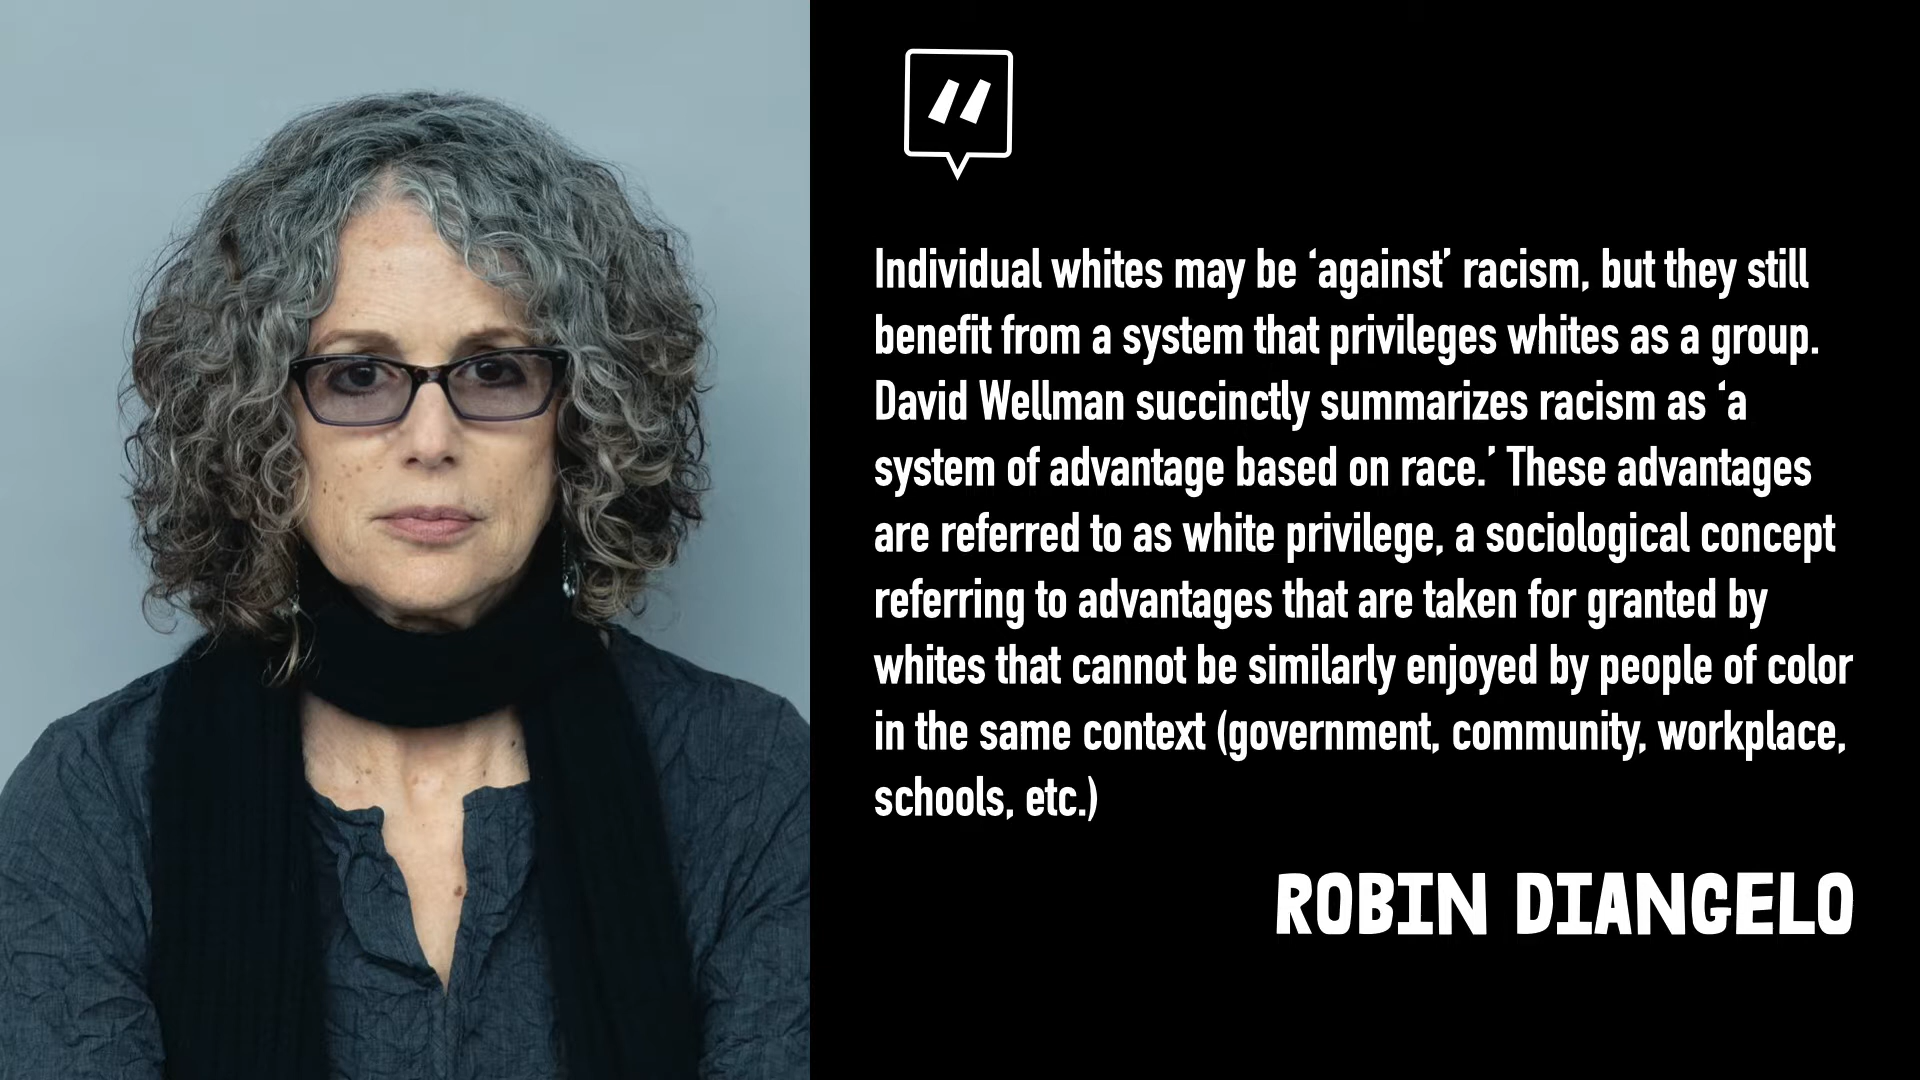 “
Individual whites may be ‘against’ racism, but they still
benefit from a system that privileges whites as a group.
David Wellman succinctly summarizes racism as ‘a
system of advantage based on race.’ These advantages
are referred to as white privilege, a sociological concept
referring to advantages that are taken for granted by
whites that cannot be similarly enjoyed by people of color
in the same context (government, community, workplace,
schools, etc.)
ROBIN DIANGELO